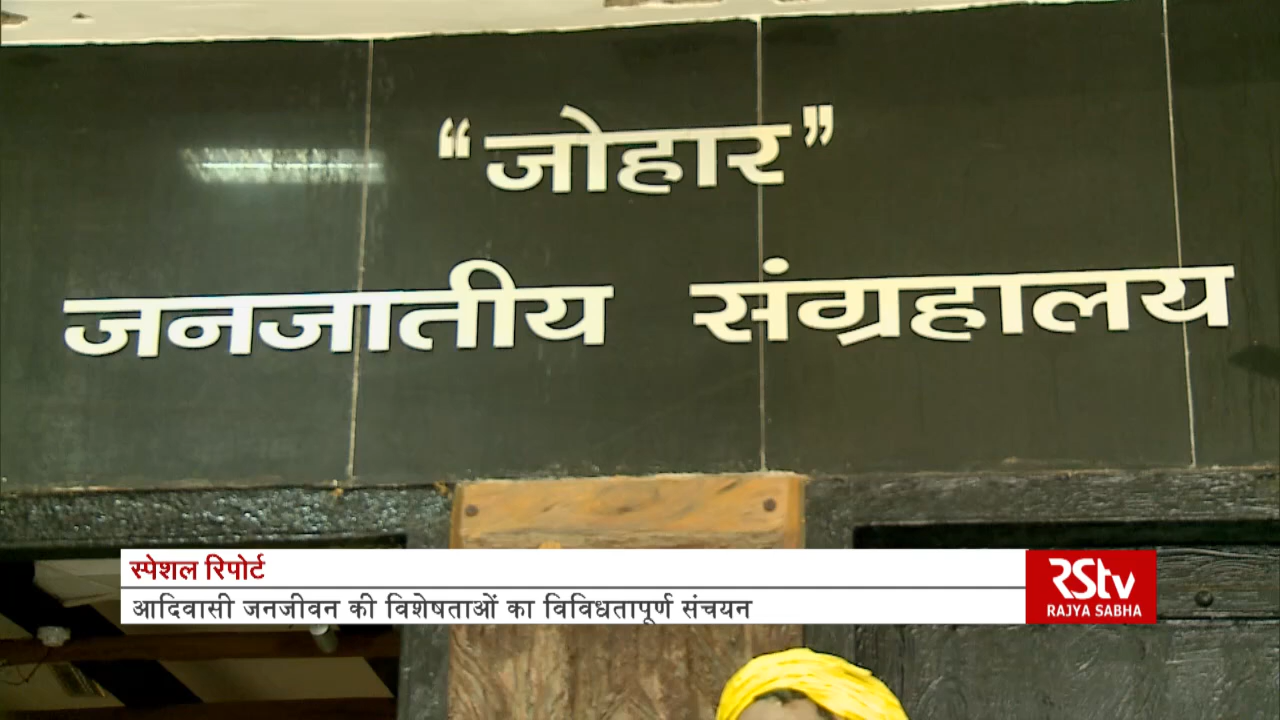 “जोहार”
जनजातीय संग्रहालय
स्पेशल रिपोर्ट
आदिवासी जनजीवन की विशेषताओं का विविधतापूर्ण संचयन
RStv
RAJYA SABHA